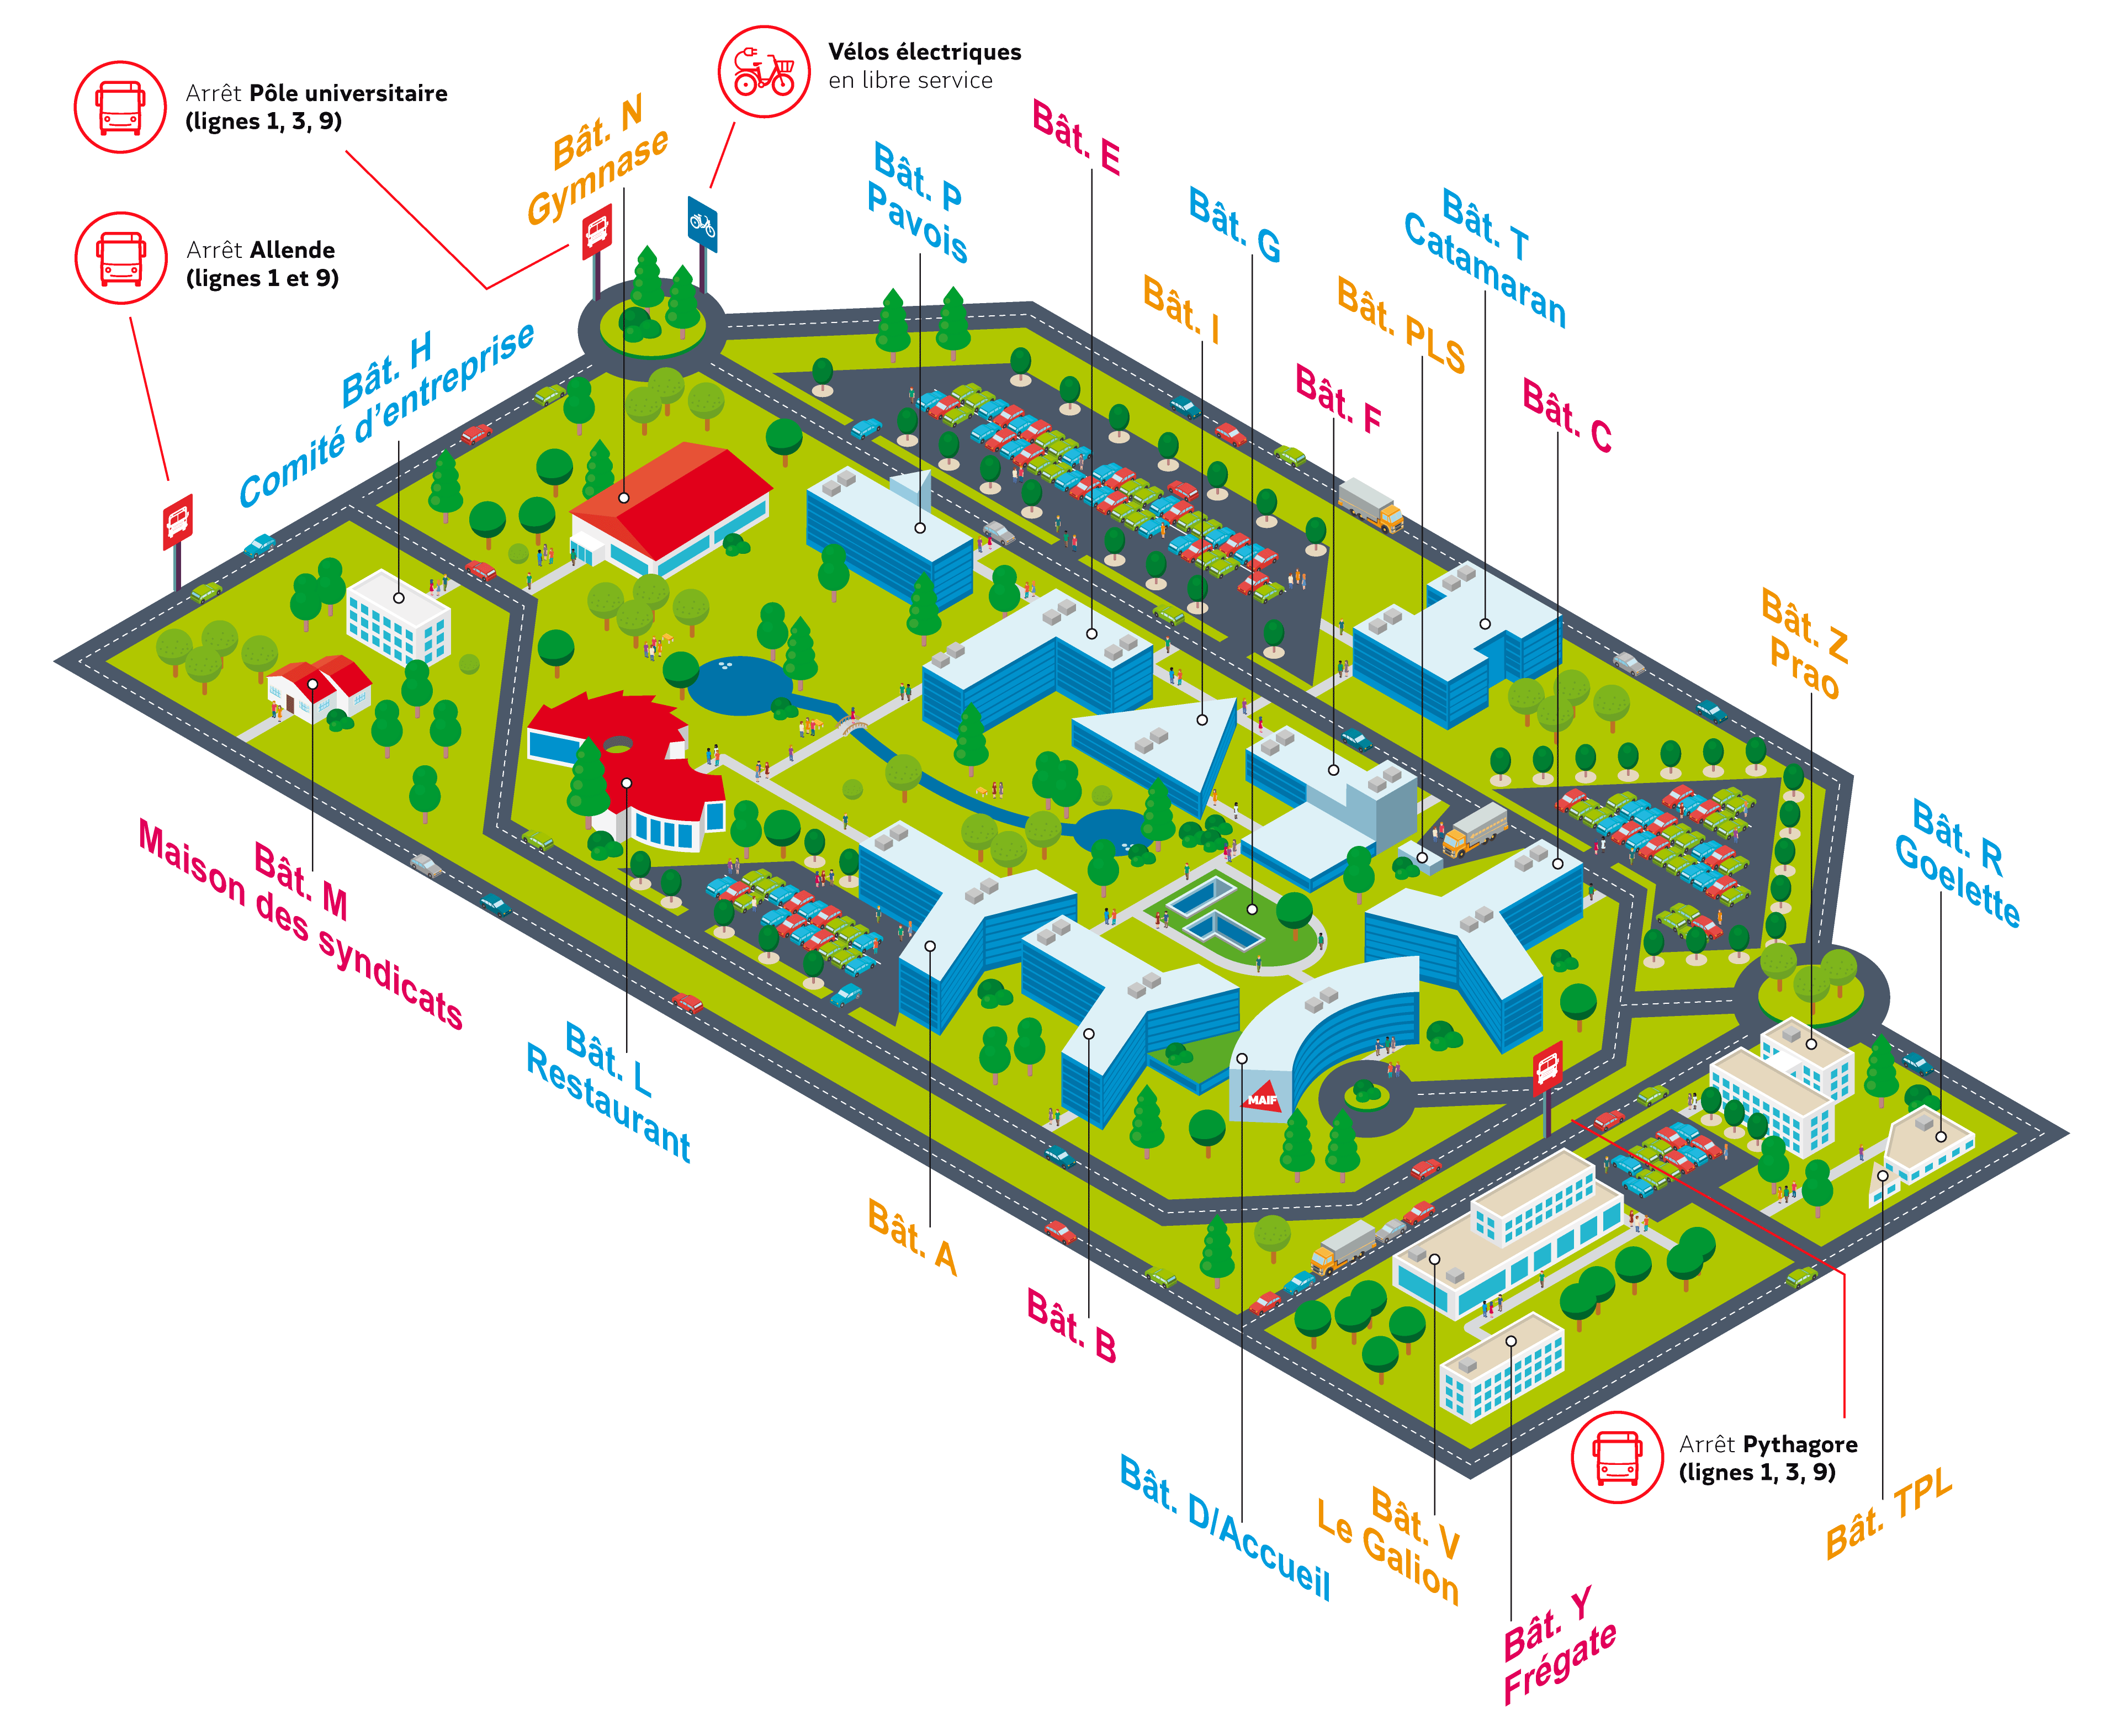 Vélos électriques
en libre service
Arrêt Pôle universitaire
(lignes 1, 3, 9)
Arrêt Allende
(lignes 1 et 9)
Bât. N
Gymnase
Bât. P
Pavois
Bât. E
Bât. G
Bât. T
Catamaran
Bât. I
Bât. PLS
Bât. H
Comité d'entreprise
Bât. F
Bât. C
Bât. Z
Prao
Bât. R
Goelette
Bât. M
Maison des syndicats
Bât. L
Restaurant
MAIF
Bât. A
Bât. B
Bât. D/Accueil
Bât. V
Le Galion
Arrêt Pythagore
(lignes 1, 3, 9)
Bât. TPL
Bât. Y
Frégate